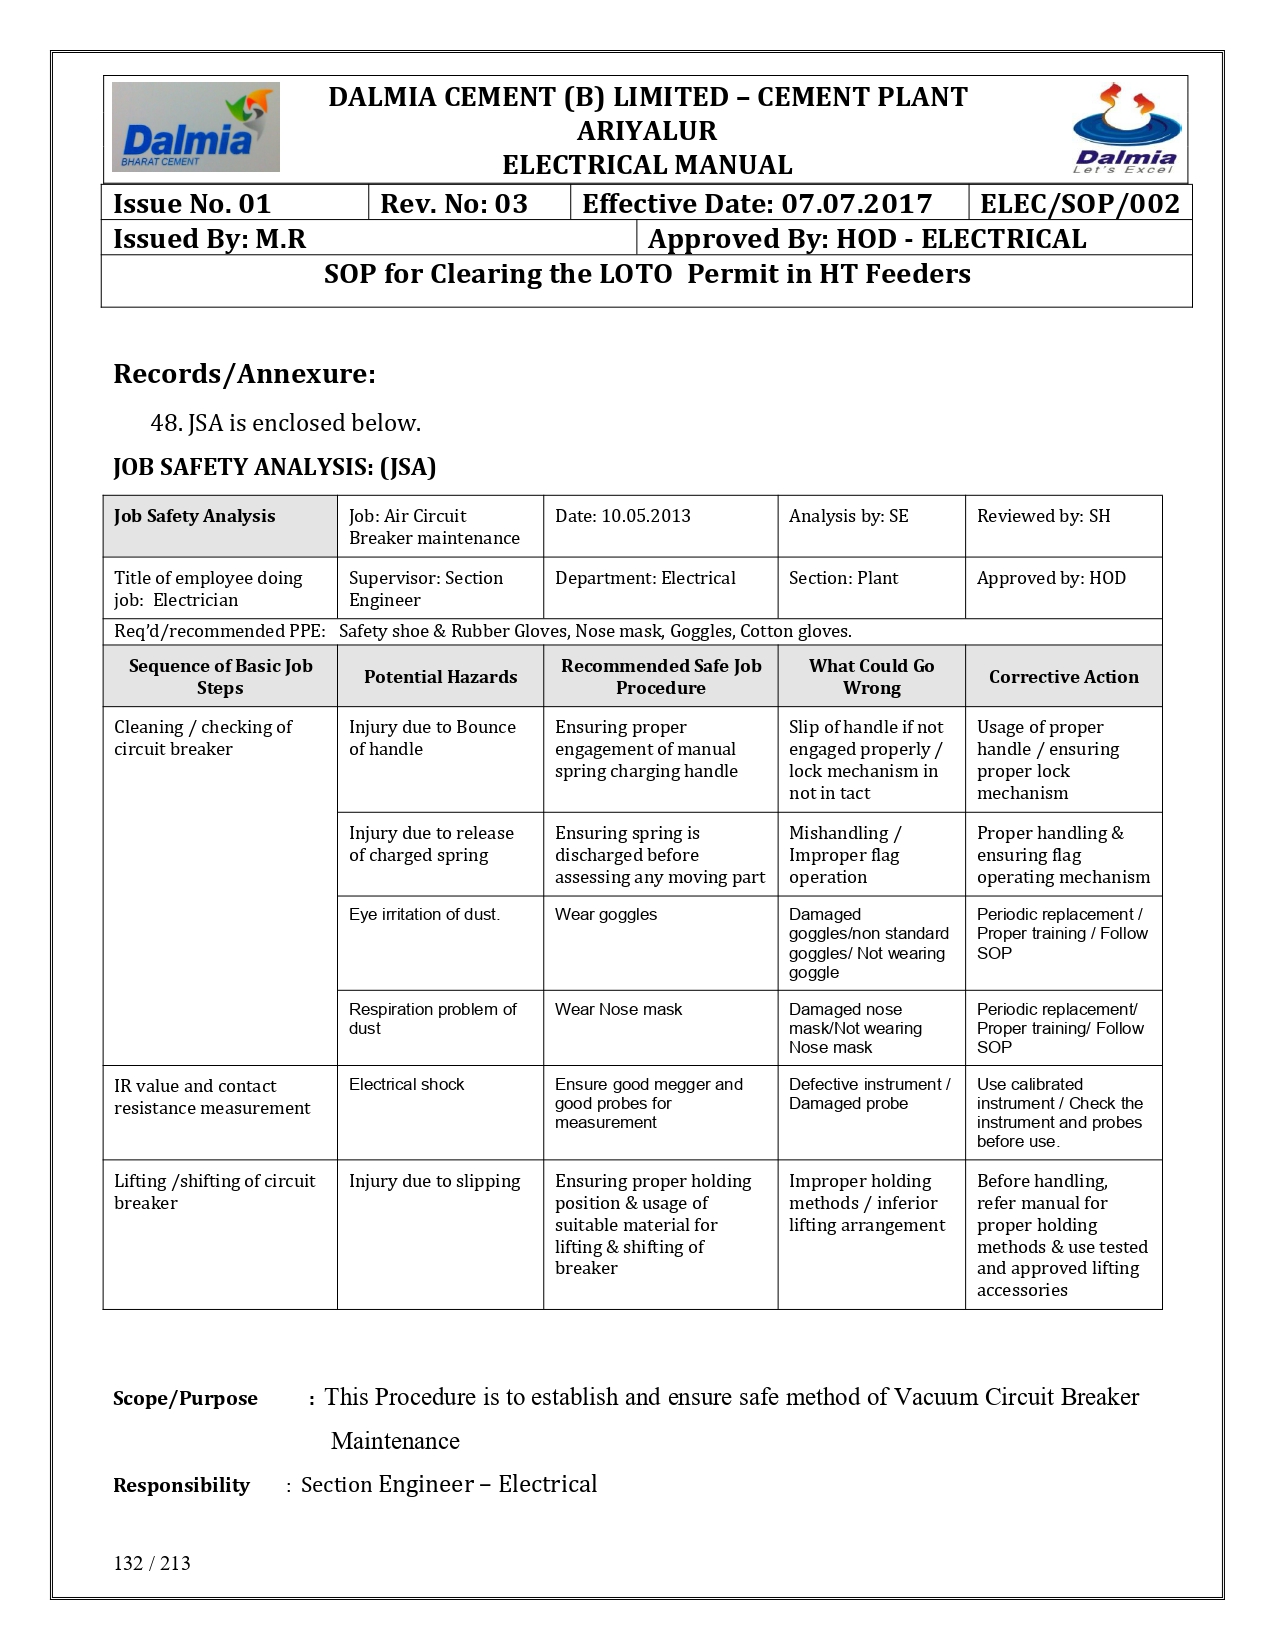 Dalmia
BHARAT CEMENT
DALMIA CEMENT (B) LIMITED – CEMENT PLANT
ARIYALUR
ELECTRICAL MANUAL
Dalmia
Let's Excel
Issue No. 01 Rev. No: 03 Effective Date: 07.07.2017 ELEC/SOP/002
Issued By: M.R Approved By: HOD - ELECTRICAL
SOP for Clearing the LOTO Permit in HT Feeders
Records/Annexure:
48. JSA is enclosed below.
JOB SAFETY ANALYSIS: (JSA)
Job Safety Analysis
Job: Air Circuit
Breaker maintenance
Date: 10.05.2013
Analysis by: SE
Reviewed by: SH
Title of employee doing
job: Electrician
Supervisor: Section
Engineer
Department: Electrical
Section: Plant
Approved by: HOD
Req’d/recommended PPE: Safety shoe & Rubber Gloves, Nose mask, Goggles, Cotton gloves.
Sequence of Basic Job
Steps
Potential Hazards
Recommended Safe Job
Procedure
What Could Go
Wrong
Corrective Action
Cleaning / checking of
circuit breaker
Injury due to Bounce
of handle
Ensuring proper
engagement of manual
spring charging handle
Slip of handle if not
engaged properly /
lock mechanism in
not in tact
Usage of proper
handle / ensuring
proper lock
mechanism
Injury due to release
of charged spring
Ensuring spring is
discharged before
assessing any moving part
Mishandling /
Improper flag
operation
Proper handling &
ensuring flag
operating mechanism
Eye irritation of dust.
Wear goggles
Damaged
goggles/non standard
goggles/ Not wearing
goggle
Periodic replacement /
Proper training / Follow
SOP
Respiration problem of
dust
Wear Nose mask
Damaged nose
mask/Not wearing
Nose mask
Periodic replacement/
Proper training/ Follow
SOP
IR value and contact
resistance measurement
Electrical shock
Ensure good megger and
good probes for
measurement
Defective instrument /
Damaged probe
Use calibrated
instrument / Check the
instrument and probes
before use.
Lifting /shifting of circuit
breaker
Injury due to slipping
Ensuring proper holding
position & usage of
suitable material for
lifting & shifting of
breaker
Improper holding
methods / inferior
lifting arrangement
Before handling,
refer manual for
proper holding
methods & use tested
and approved lifting
accessories
Scope/Purpose : This Procedure is to establish and ensure safe method of Vacuum Circuit Breaker
Maintenance
Responsibility : Section Engineer – Electrical
132 / 213